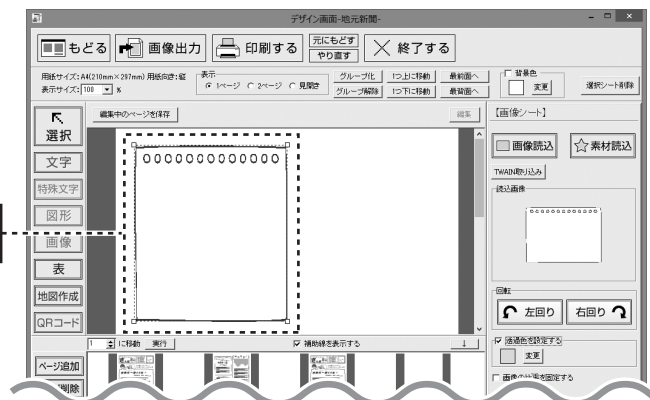 デザイン画面-地元新聞-
もどる 画像出力 印刷する 元にもどす やり直す 終了する
用紙サイズ:A4(210mm×297mm) 用紙向き:縦
表示サイズ: 100 %
表示
1ページ 2ページ 見開き
グループ化 1つ上に移動 最前面へ
グループ解除 1つ下に移動 最背面へ
背景色
変更
選択シート削除
選択
文字
特殊文字
図形
画像
表
地図作成
QRコード
ページ追加
削除
編集中のページを保存
編集
1 に移動 実行
補助線を表示する
↓
【画像シート】
画像読込 素材読込
TWAIN取り込み
読込画像
回転
左回り 右回り
透過色を設定する
変更